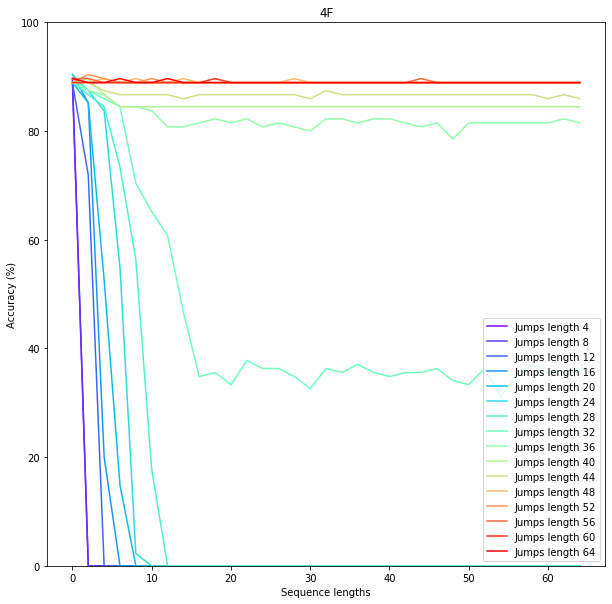 4F
100
80
60
40
20
0
Accuracy (%)
0 10 20 30 40 50 60
Sequence lengths
Jumps length 4
Jumps length 8
Jumps length 12
Jumps length 16
Jumps length 20
Jumps length 24
Jumps length 28
Jumps length 32
Jumps length 36
Jumps length 40
Jumps length 44
Jumps length 48
Jumps length 52
Jumps length 56
Jumps length 60
Jumps length 64